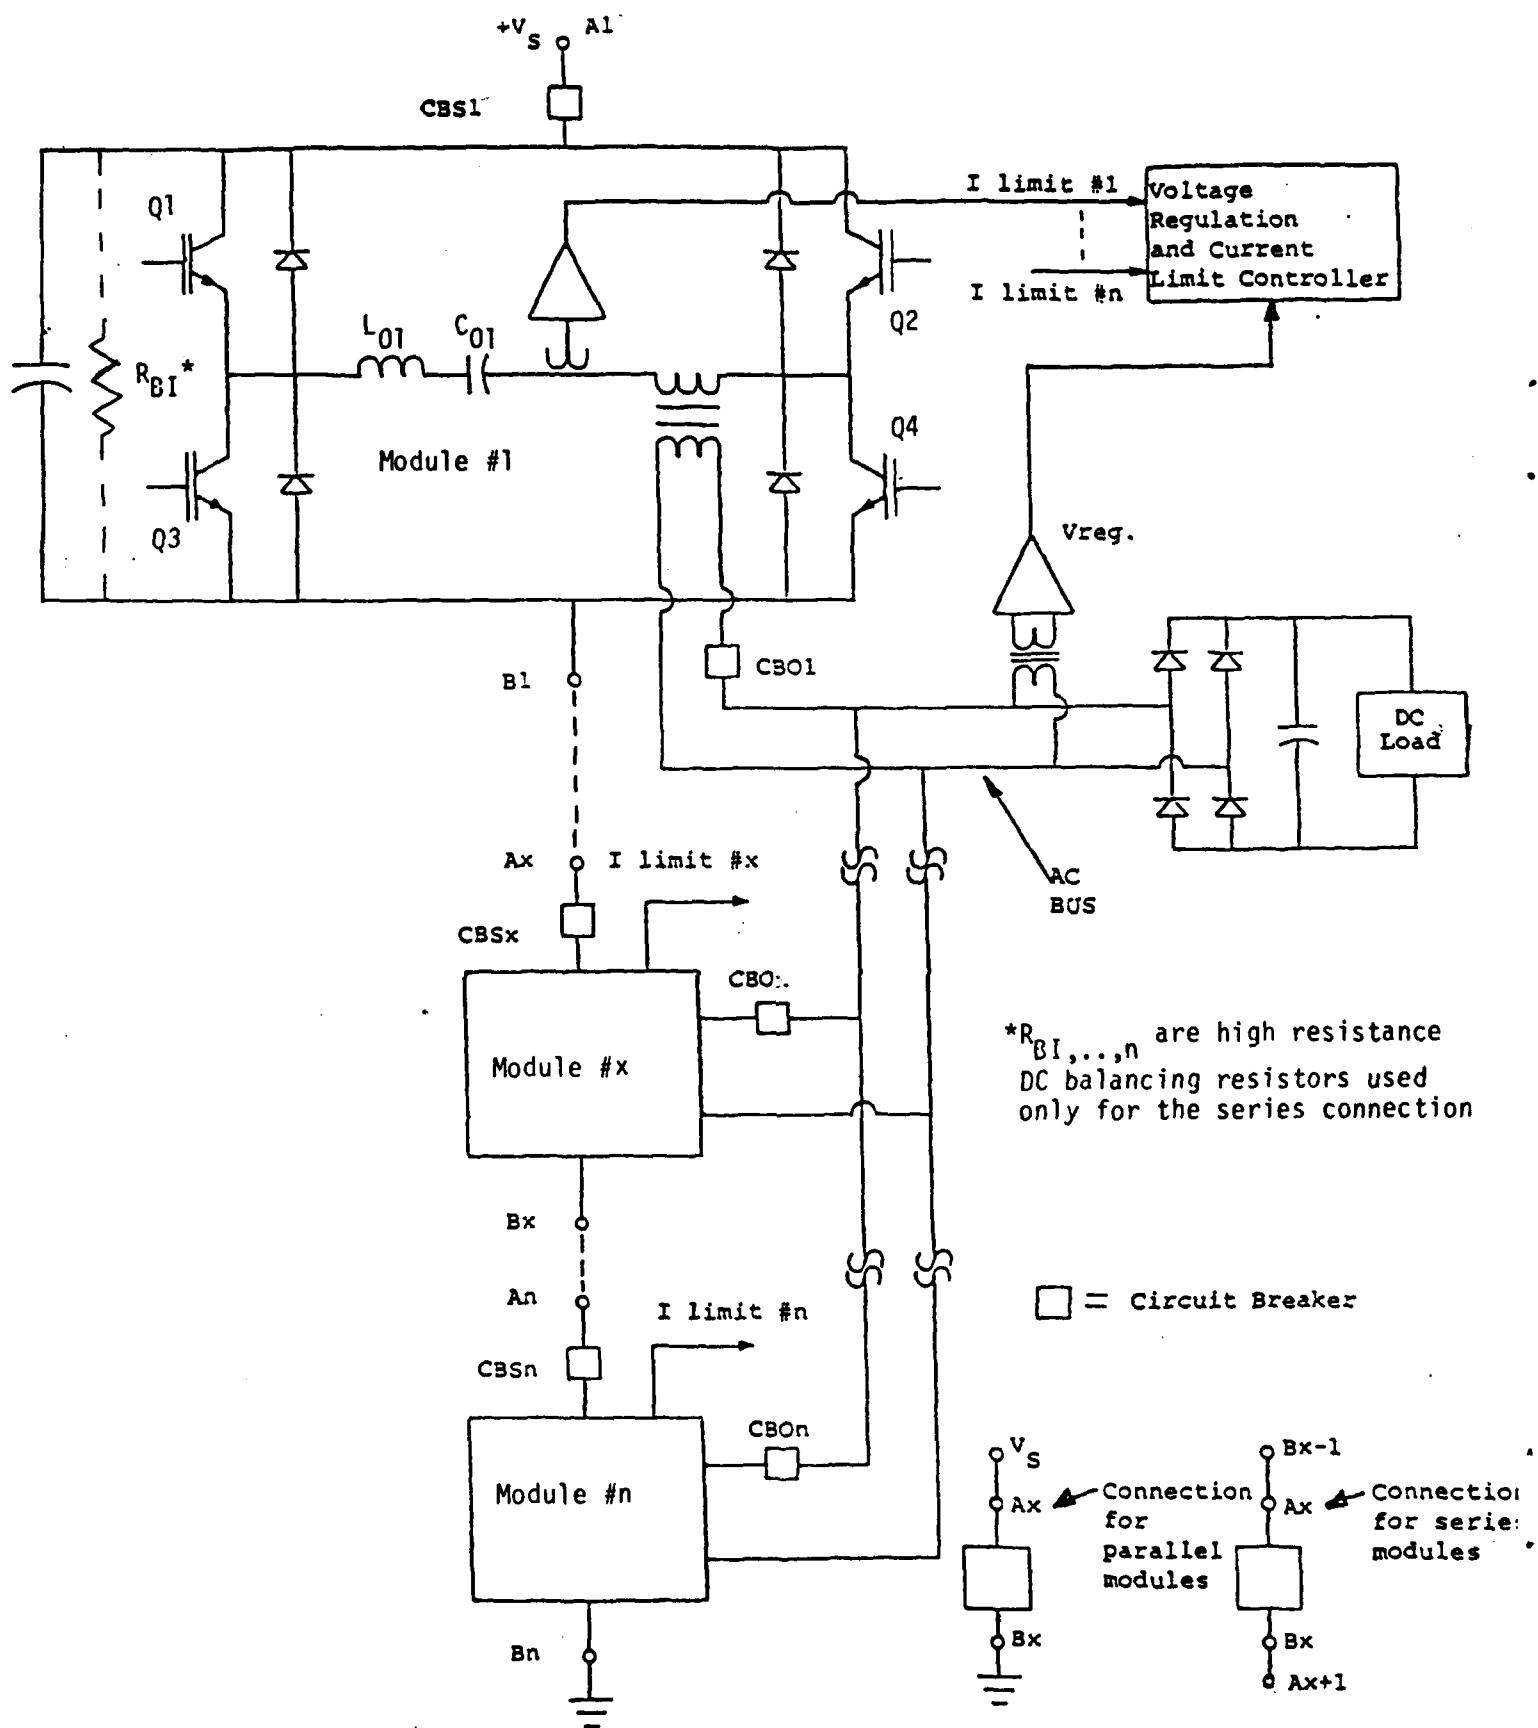 +VS A1
CBS1
I limit #1
Voltage
Regulation
and Current
Limit Controller
I limit #n
Q1
Q2
L01 C01
RBI*
Q4
Module #1
Q3
Vreg.
B1
CBO1
DC
Load
Ax I limit #x
AC
BUS
CBSx
Module #x
*RBI,..,n are high resistance
DC balancing resistors used
only for the series connection
Bx
An
I limit #n
= Circuit Breaker
CBSn
CBOn
Module #n
VS
Ax
Connection
for
parallel
modules
Bx
Bx-1
Ax
for
modules
Bx
Ax+1
Bn